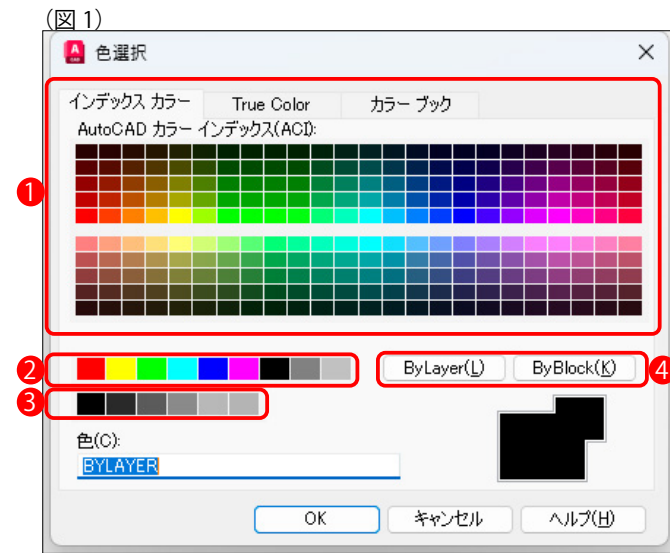 （図 1）
色選択
インデックス カラー
True Color
カラー ブック
AutoCAD カラー インデックス(ACI):
1
2
ByLayer(L)
ByBlock(K)
4
3
色(C):
BYLAYER
OK
キャンセル
ヘルプ(H)